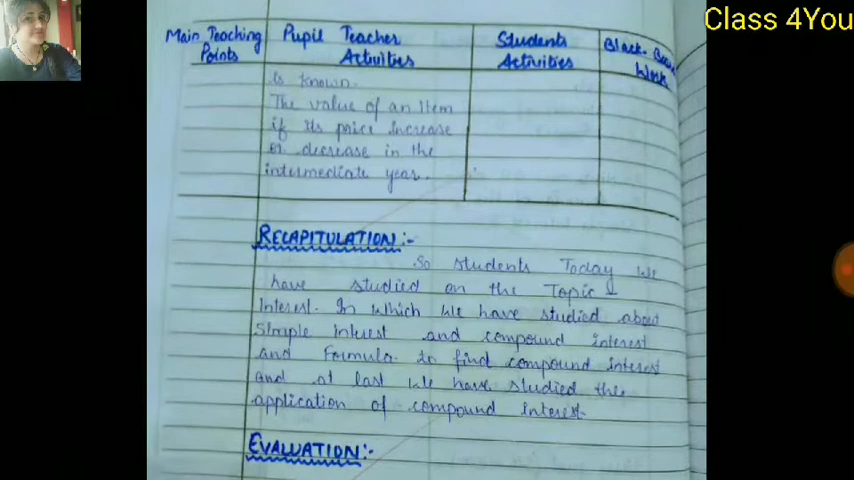 Class 4You
Main Teaching Points
Pupil Teacher Activities
Students Activities
Black-Board Work
is known.
The value of an Item
if its price increase
or decrease in the
intermediate year.
RECAPITULATION:-
So students Today we
have studied on the Topic
Interest. In which we have studied about
simple Interest and compound interest
and Formula to find compound interest
and at last we have studied the
application of compound interest.
EVALUATION:-